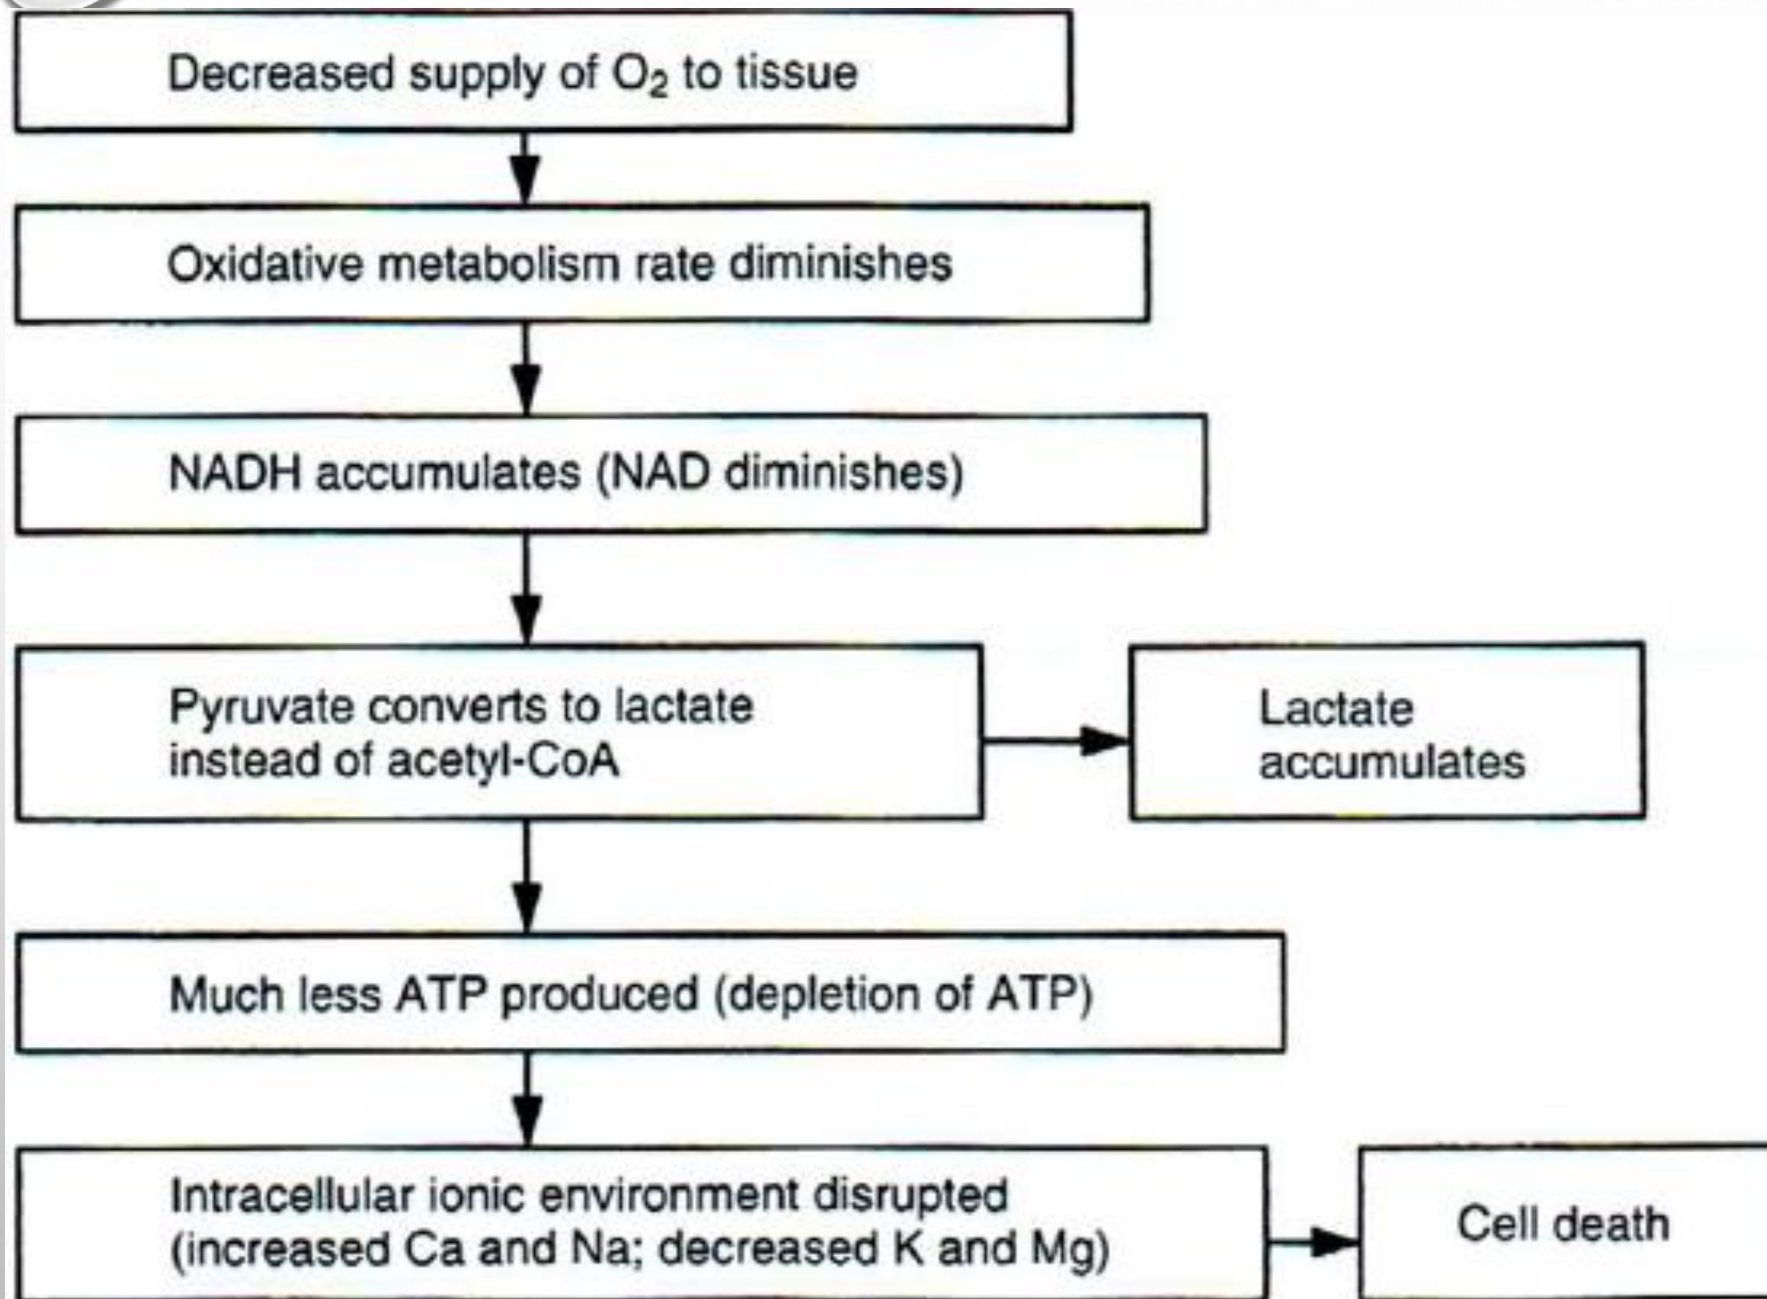 Decreased supply of O₂ to tissue
Oxidative metabolism rate diminishes
NADH accumulates (NAD diminishes)
Pyruvate converts to lactate
instead of acetyl-CoA
Lactate
accumulates
Much less ATP produced (depletion of ATP)
Intracellular ionic environment disrupted
(increased Ca and Na; decreased K and Mg)
Cell death